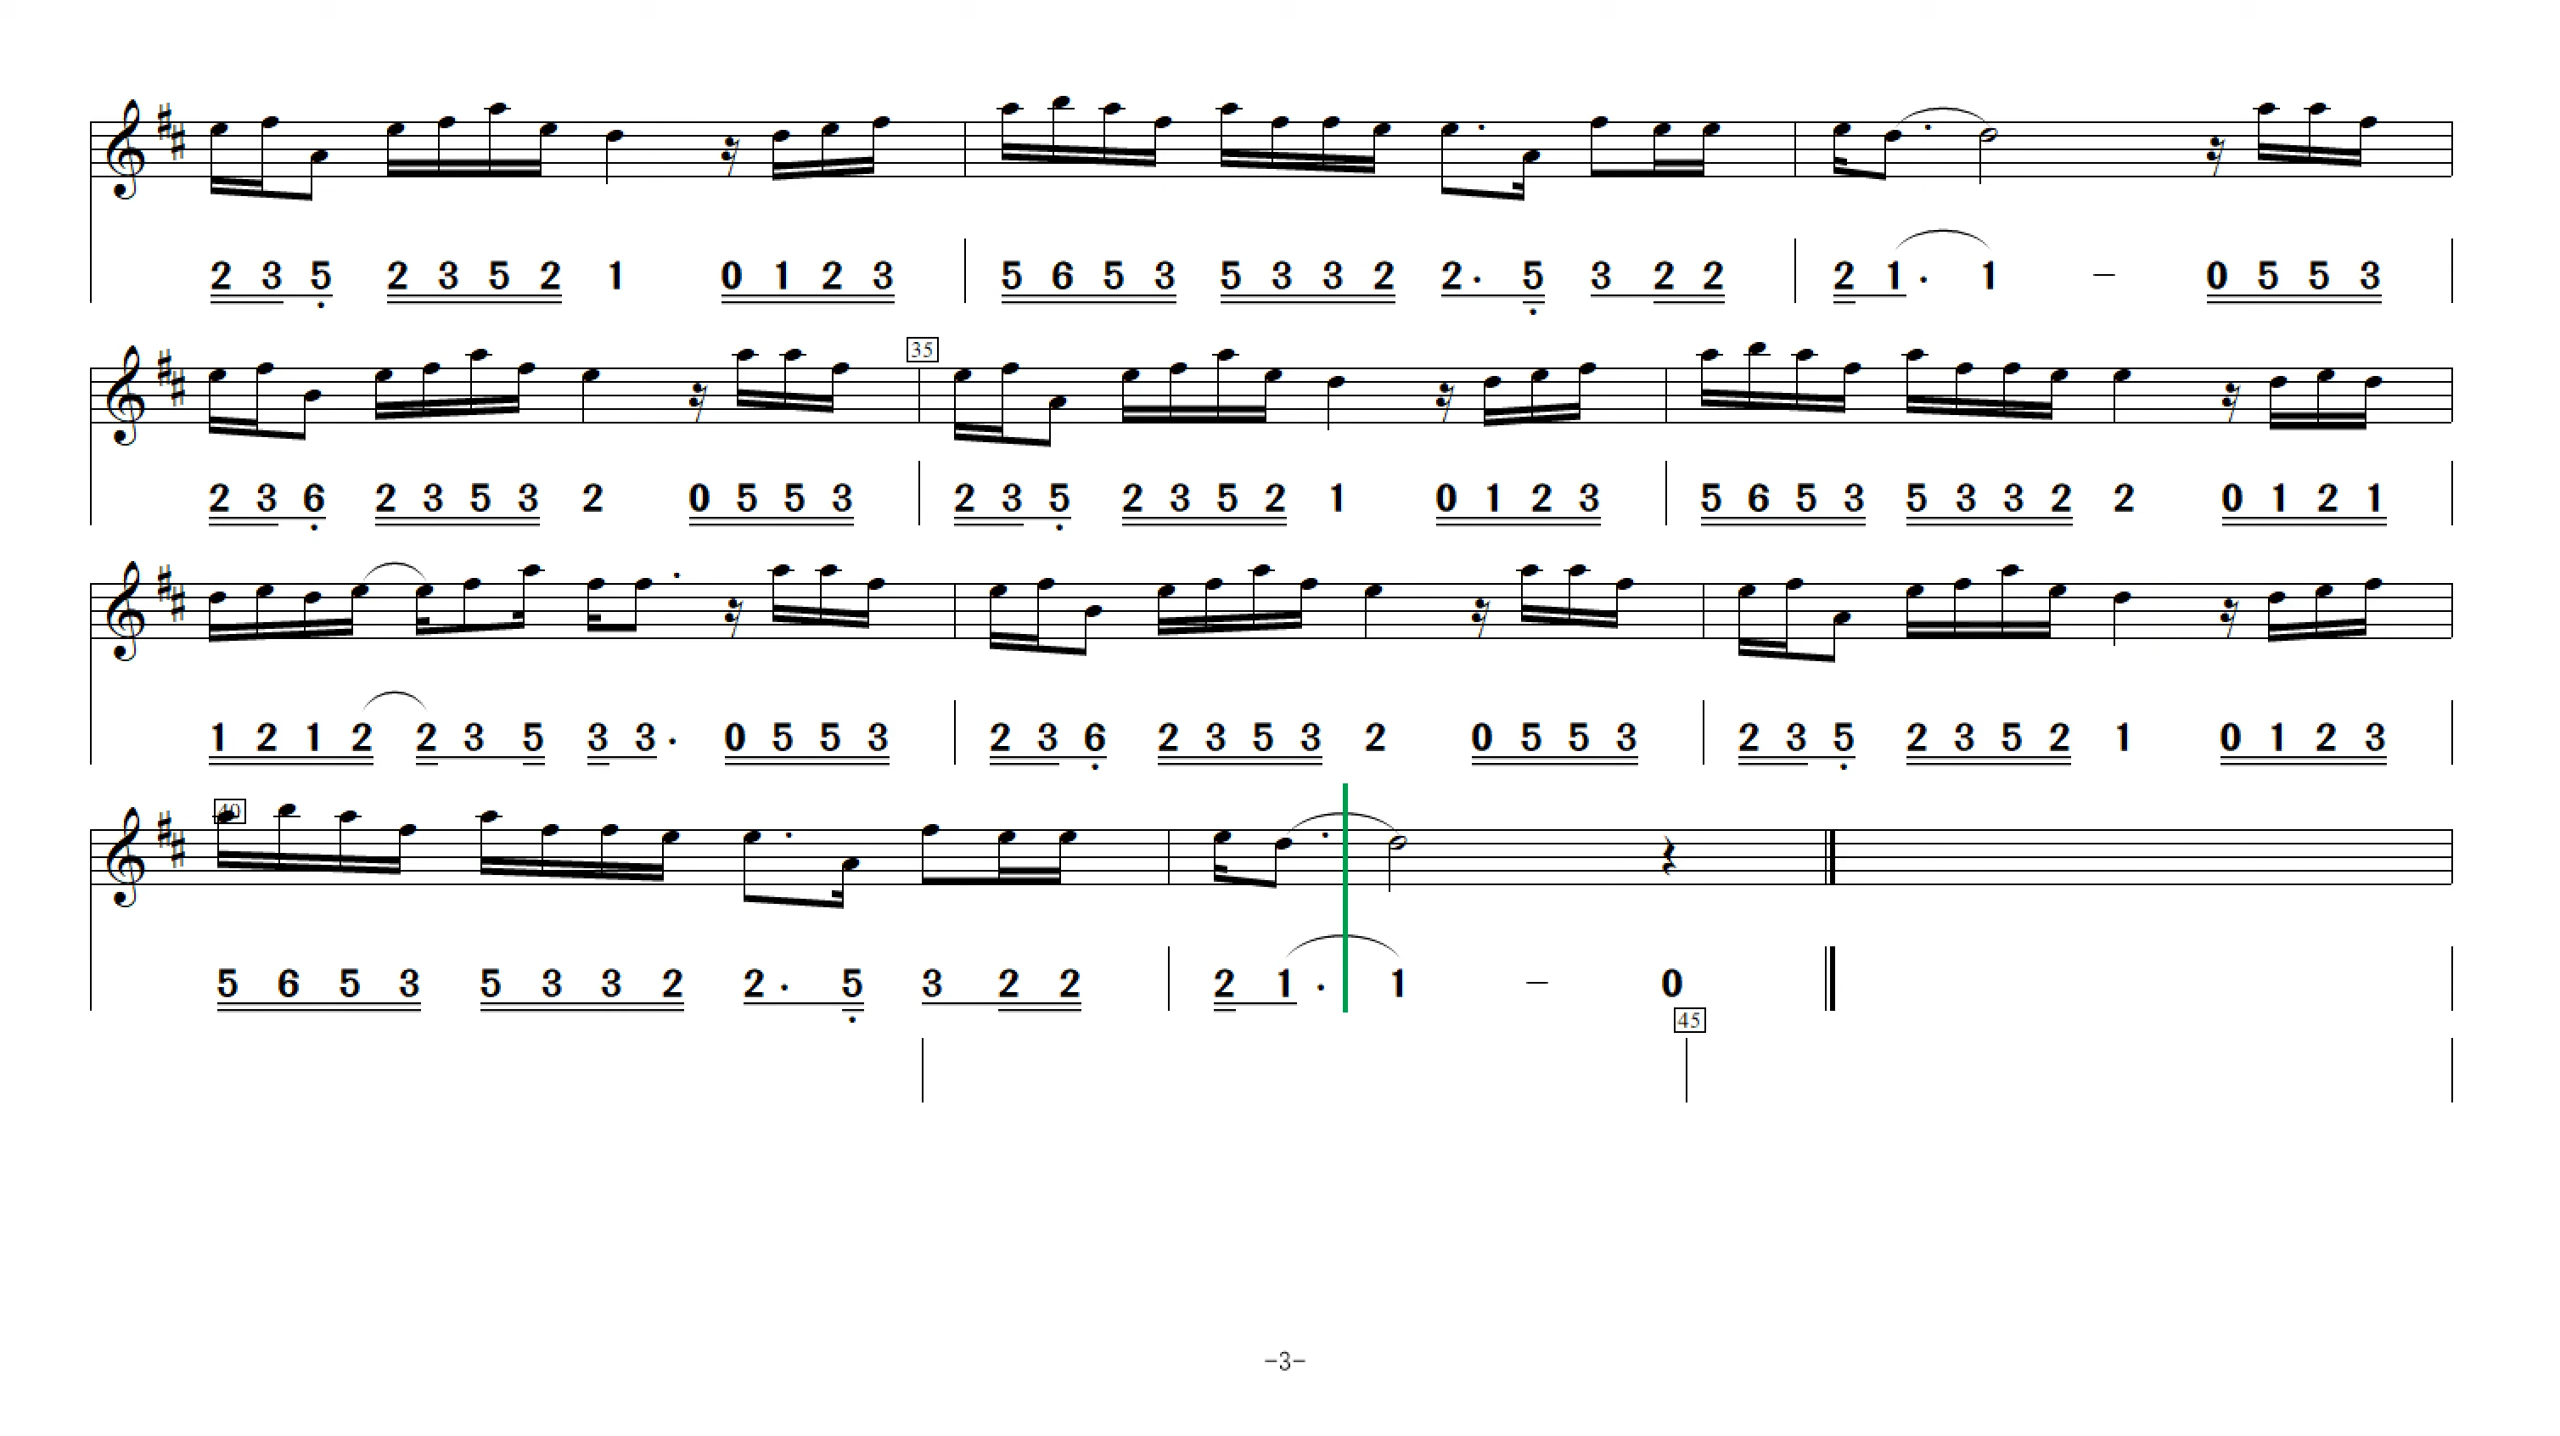 2 3 5 2 3 5 2 1 0 1 2 3 5 6 5 3 5 3 3 2 2 . 5 3 2 2 2 1 . 1 – 0 5 5 3
35
2 3 6 2 3 5 3 2 0 5 5 3 2 3 5 2 3 5 2 1 0 1 2 3 5 6 5 3 5 3 3 2 2 0 1 2 1
1 2 1 2 2 3 5 3 3 . 0 5 5 3 2 3 6 2 3 5 3 2 0 5 5 3 2 3 5 2 3 5 2 1 0 1 2 3
40
5 6 5 3 5 3 3 2 2 . 5 3 2 2 2 1 . 1 – 0
45
-3-